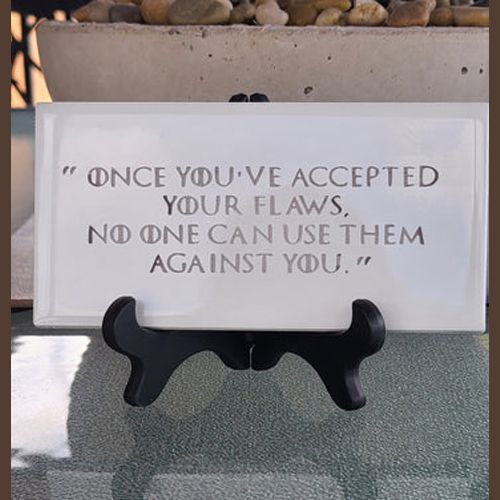 " ONCE YOU'VE ACCEPTED
YOUR FLAWS,
NO ONE CAN USE THEM
AGAINST YOU."